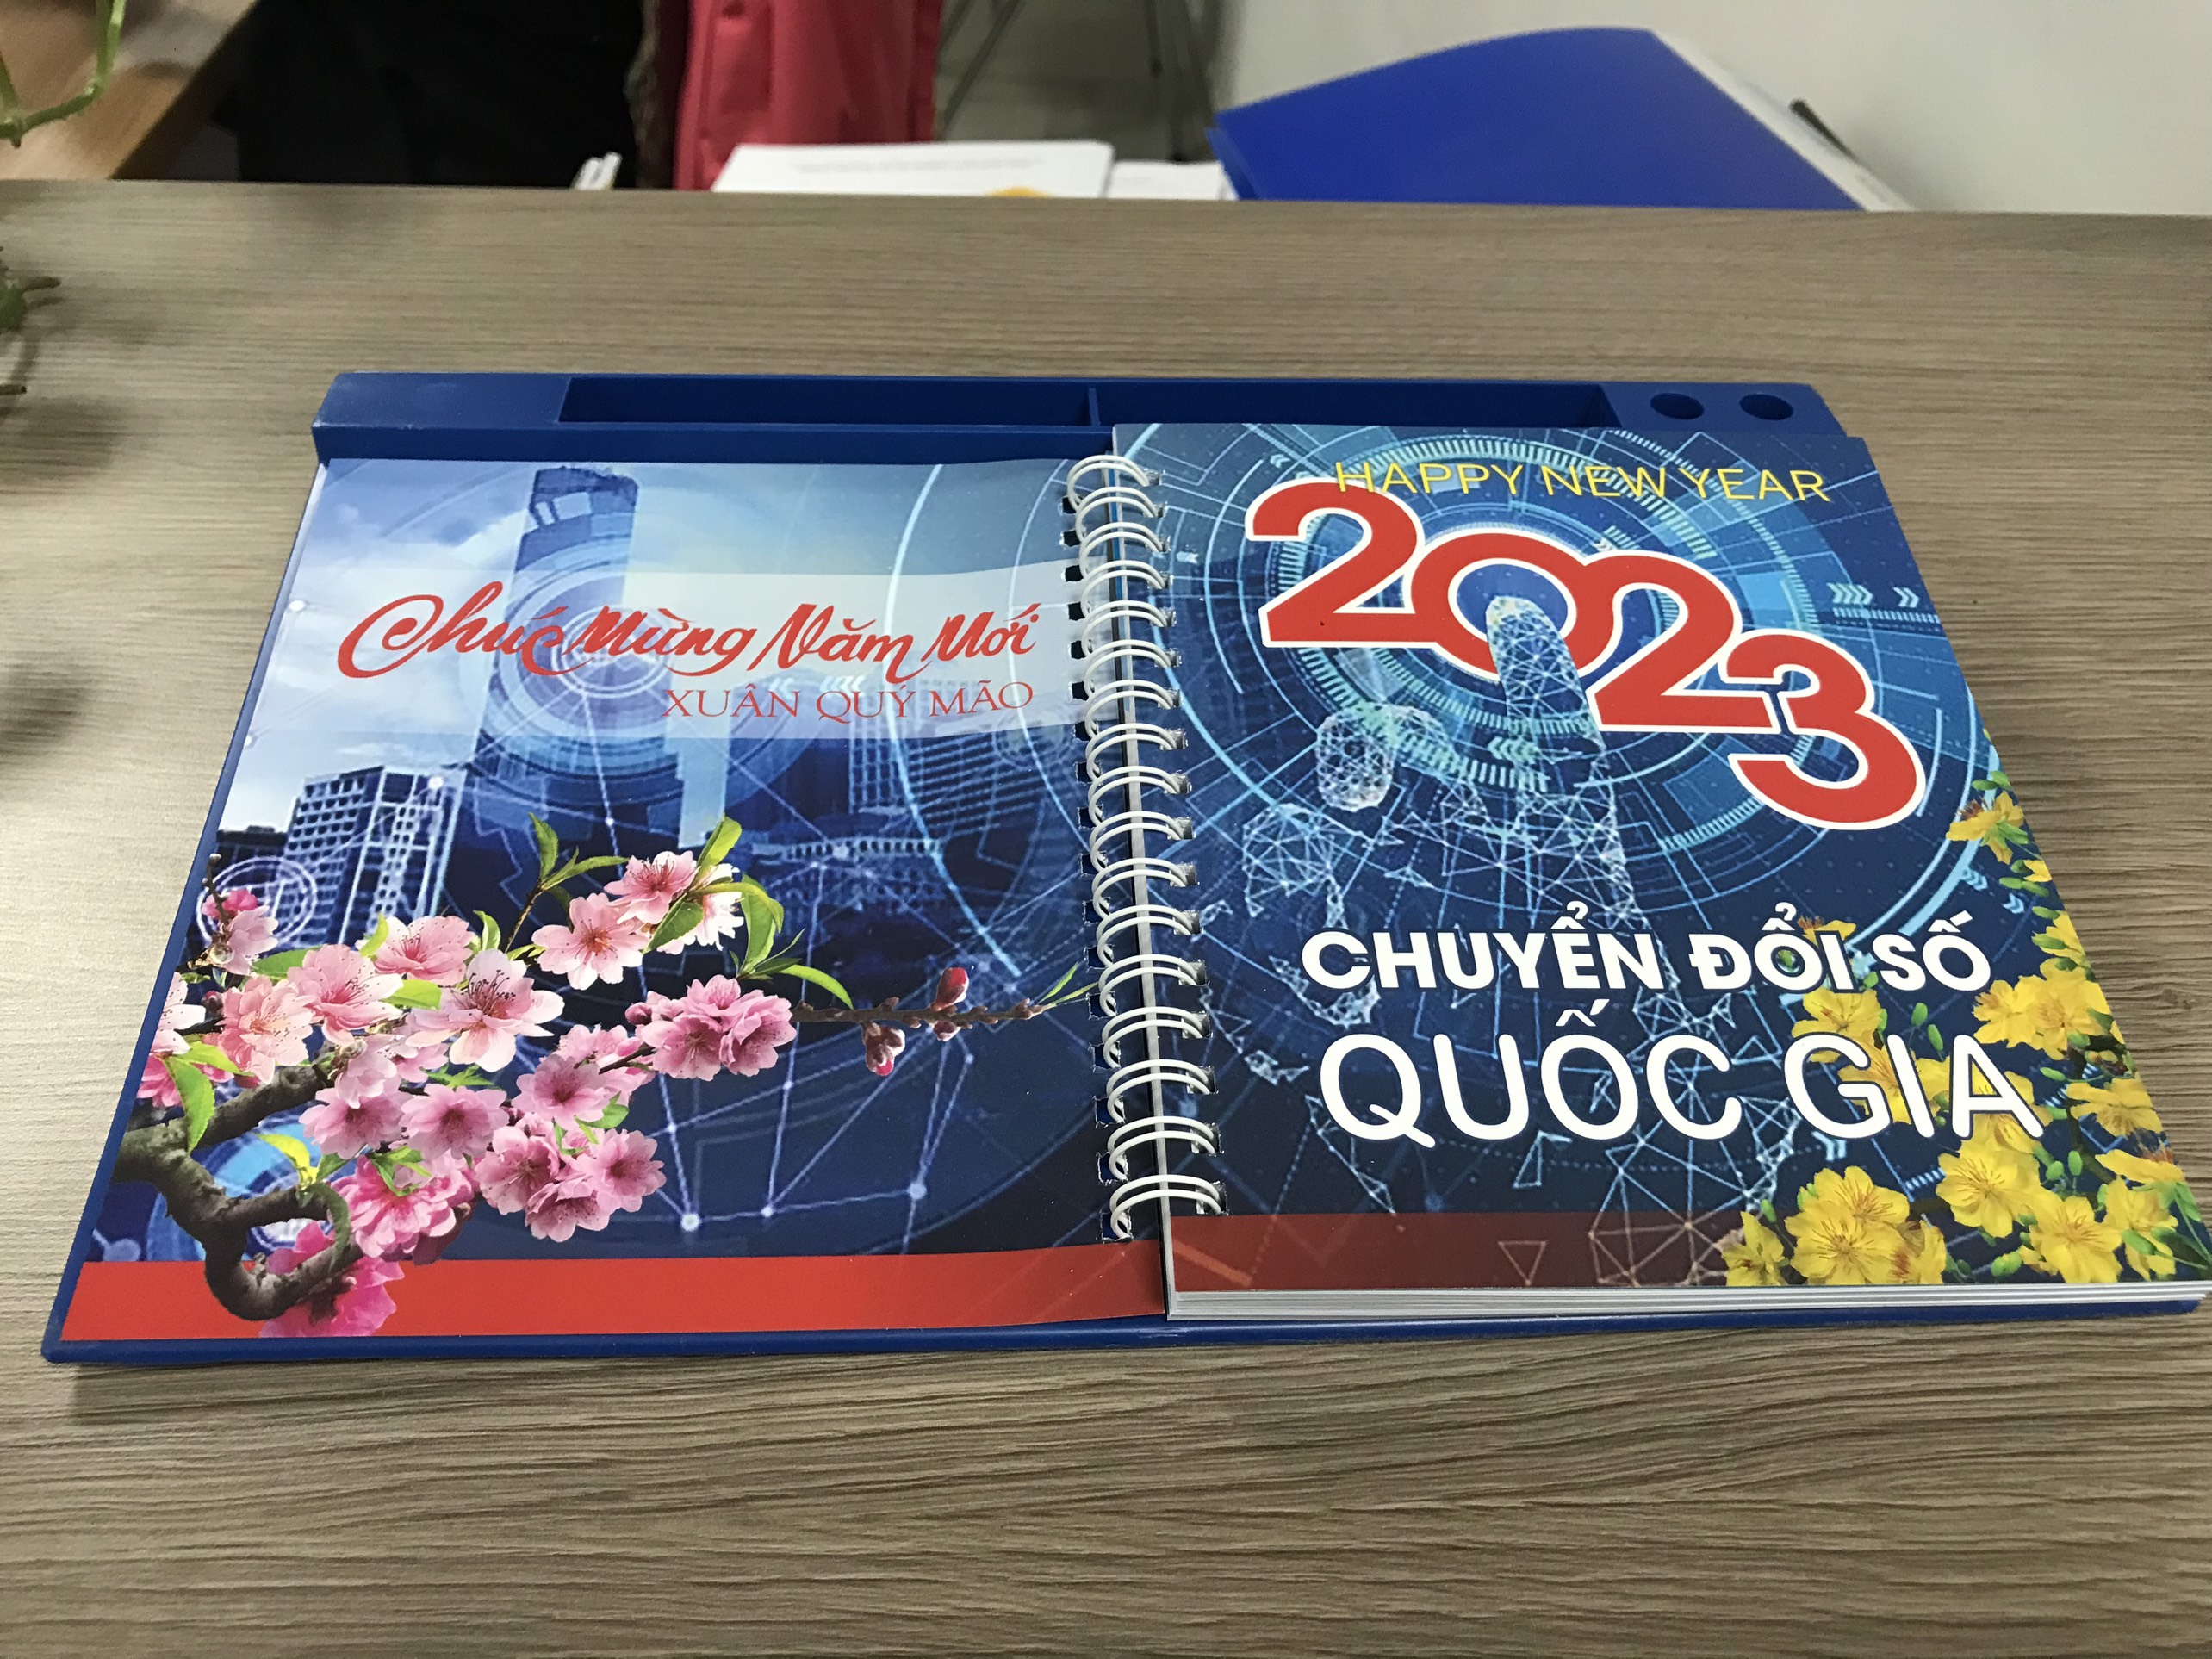 Chúc Mừng Năm Mới
XUÂN QUÝ MÃO
HAPPY NEW YEAR
2023
CHUYỂN ĐỔI SỐ
QUỐC GIA